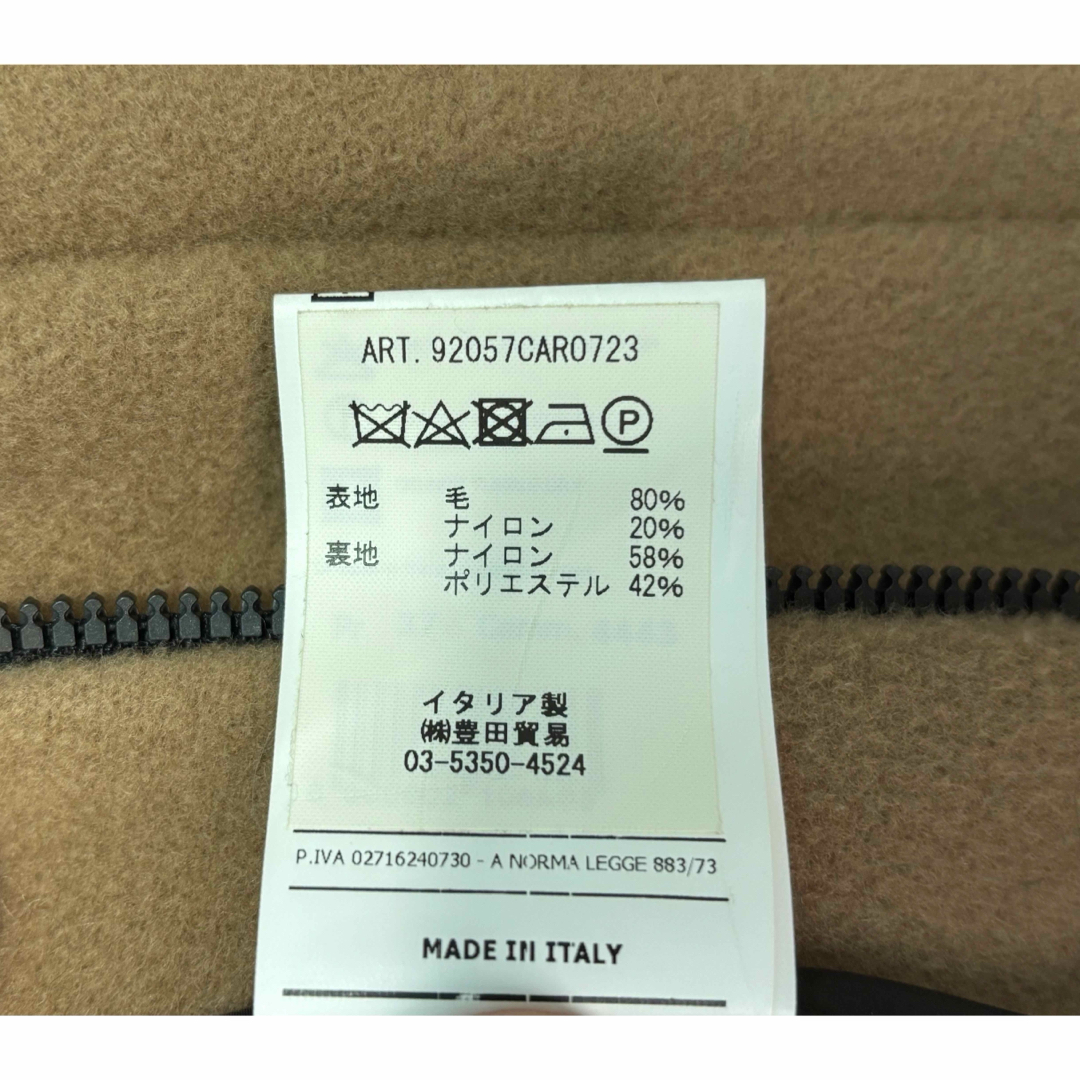 ART. 92057CAR0723
P
表地 毛 80%
ナイロン 20%
裏地 ナイロン 58%
ポリエステル 42%
イタリア製
㈱豊田貿易
03-5350-4524
P.IVA 02716240730 - A NORMA LEGGE 883/73
MADE IN ITALY